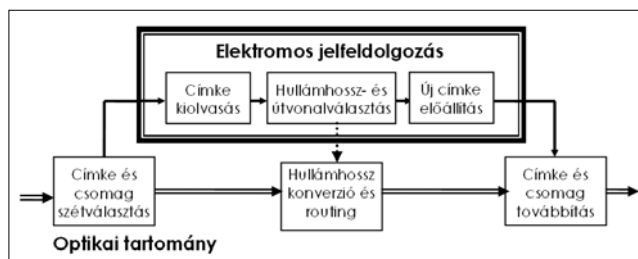 Elektromos jelfeldolgozás
Címke
kiolvasás
Hullámhossz- és
útvonalválasztás
Új címke
előállítás
Címke és
csomag
szétválasztás
Hullámhossz
konverzió és
routing
Címke és
csomag
továbbítás
Optikai tartomány